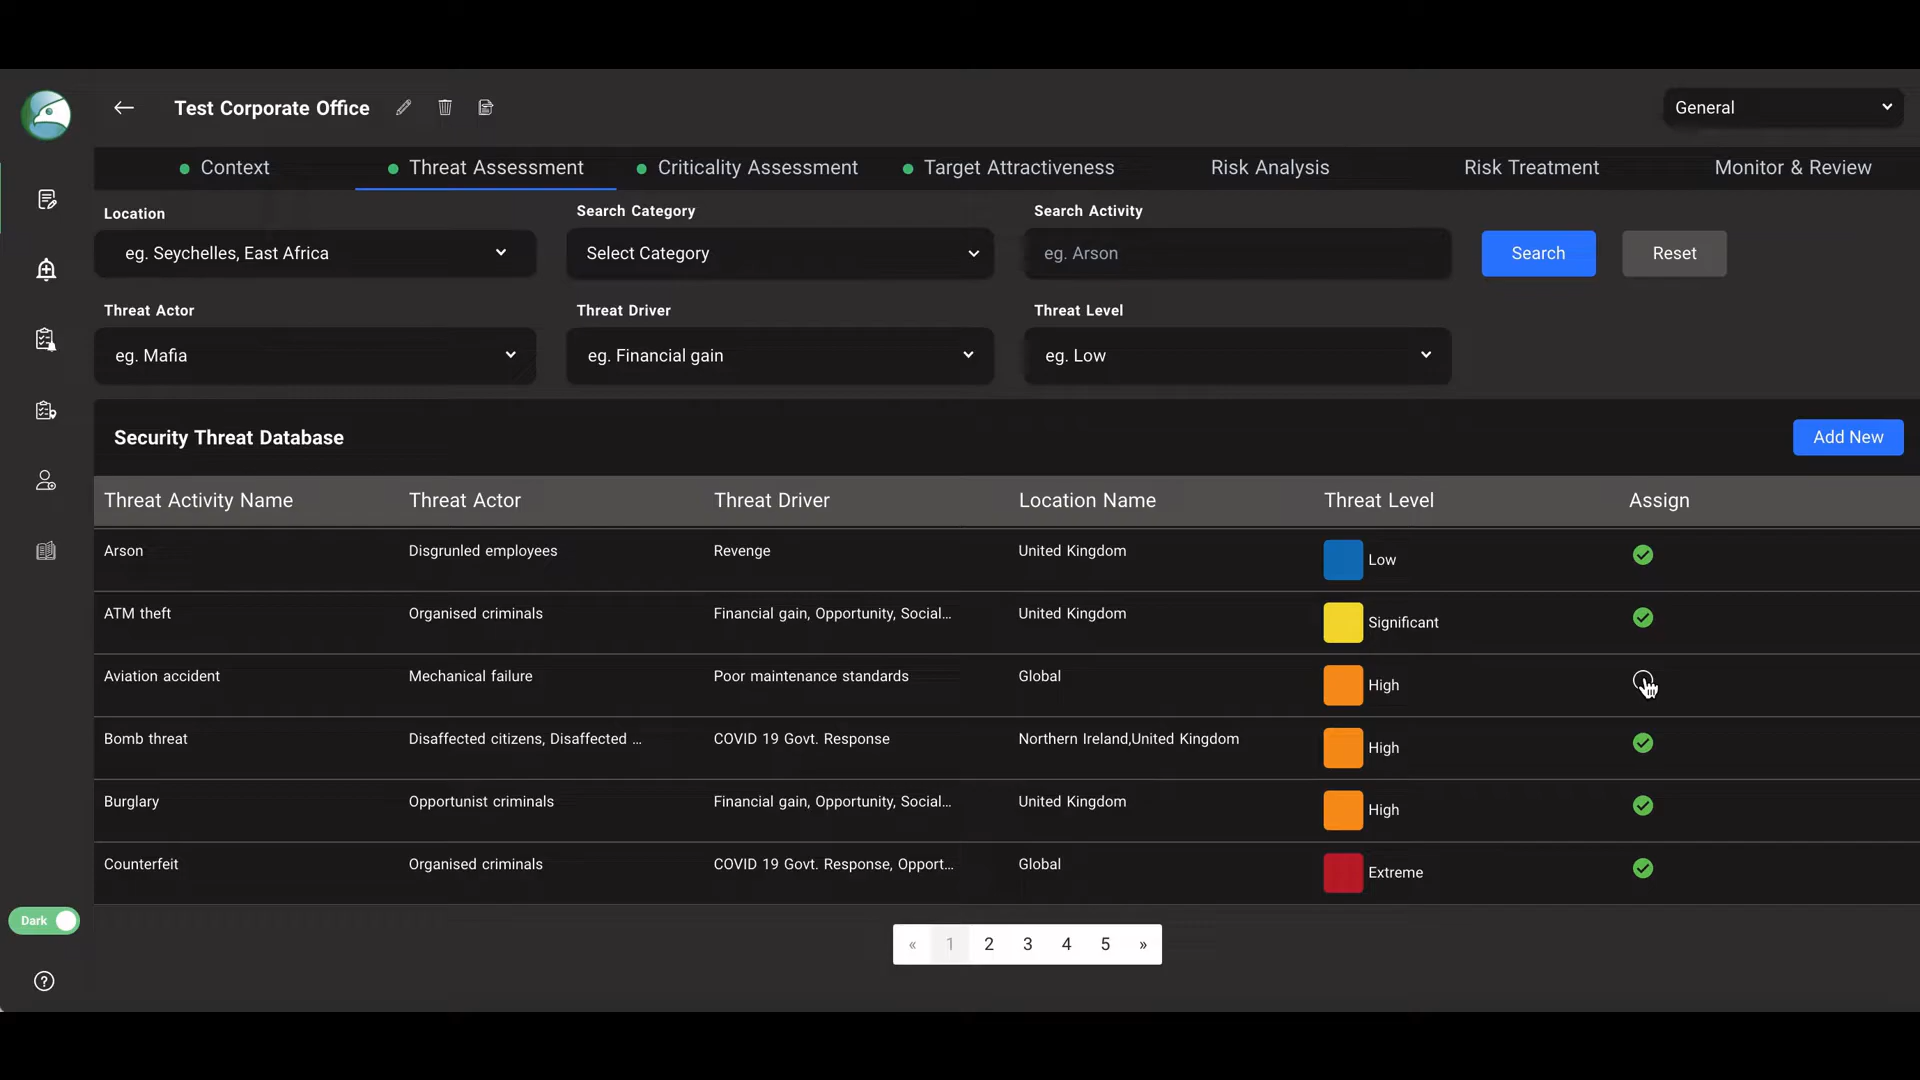 Test Corporate Office
General
Context Threat Assessment Criticality Assessment Target Attractiveness Risk Analysis Risk Treatment Monitor & Review
Location Search Category Search Activity
eg. Seychelles, East Africa Select Category eg. Arson Search Reset
Threat Actor Threat Driver Threat Level
eg. Mafia eg. Financial gain eg. Low
Security Threat Database Add New
Threat Activity Name Threat Actor Threat Driver Location Name Threat Level Assign
Arson Disgrunled employees Revenge United Kingdom Low
ATM theft Organised criminals Financial gain, Opportunity, Social... United Kingdom Significant
Aviation accident Mechanical failure Poor maintenance standards Global High
Bomb threat Disaffected citizens, Disaffected ... COVID 19 Govt. Response Northern Ireland,United Kingdom High
Burglary Opportunist criminals Financial gain, Opportunity, Social... United Kingdom High
Counterfeit Organised criminals COVID 19 Govt. Response, Opport... Global Extreme
Dark
« 1 2 3 4 5 »